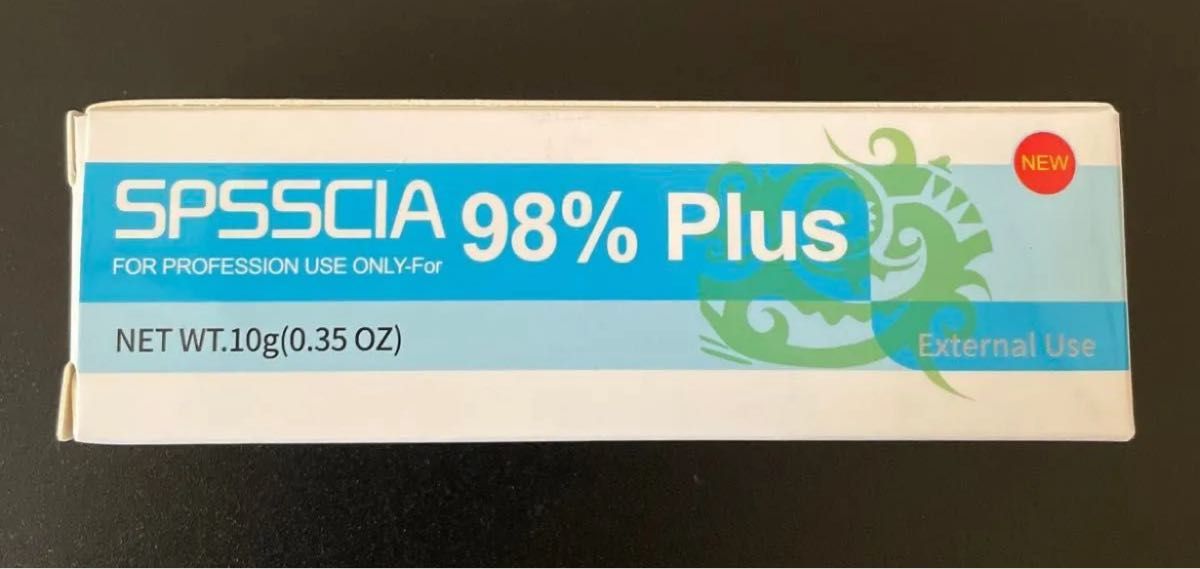 NEW
SPSSCIA 98% Plus
FOR PROFESSION USE ONLY-For
NET WT.10g(0.35 OZ)
External Use